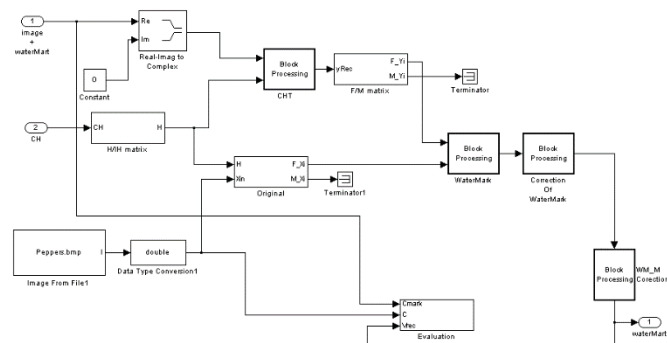 1
image
+
waterMart
Re
Im
Real-Imag to
Complex
0
Constant
Block
Processing
CHT
yRec
F_Yi
M_Yi
F/M matrix
Terminator
2
CH
CH
H
H/IH matrix
H
Xin
F_Xi
M_Xi
Original
Terminator1
Block
Processing
WaterMark
Block
Processing
Correction
Of
WaterMark
Peppers.bmp
I
Image From File1
double
Data Type Conversion1
Block
Processing
WM_M
Corection
Cmark
C
Vrec
Evaluation
1
waterMart